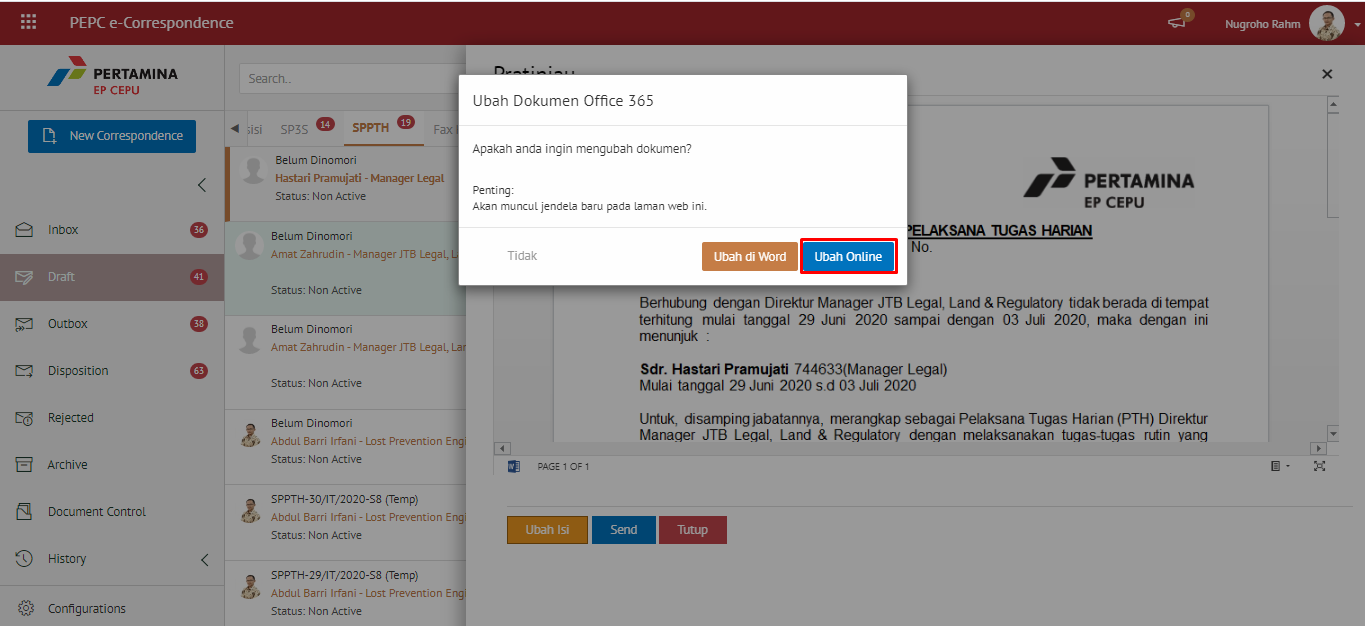 PEPC e-Correspondence
0
Nugroho Rahm
PERTAMINA
EP CEPU
New Correspondence
Inbox 36
Draft 41
Outbox 38
Disposition 63
Rejected
Archive
Document Control
History
Configurations
Search..
sisi SP3S 14 SPPTH 19 Fax
Belum Dinomori
Hastari Pramujati - Manager Legal
Status: Non Active
Belum Dinomori
Amat Zahrudin - Manager JTB Legal, L
Status: Non Active
Belum Dinomori
Amat Zahrudin - Manager JTB Legal, Lar
Status: Non Active
Belum Dinomori
Abdul Barri Irfani - Lost Prevention Engi
Status: Non Active
SPPTH-30/IT/2020-S8 (Temp)
Abdul Barri Irfani - Lost Prevention Engi
Status: Non Active
SPPTH-29/IT/2020-S8 (Temp)
Abdul Barri Irfani - Lost Prevention Engi
Status: Non Active
Pratinjau
Ubah Dokumen Office 365
Apakah anda ingin mengubah dokumen?
Penting:
Akan muncul jendela baru pada laman web ini.
Tidak Ubah di Word Ubah Online
PERTAMINA
EP CEPU
PELAKSANA TUGAS HARIAN
No.
Berhubung dengan Direktur Manager JTB Legal, Land & Regulatory tidak berada di tempat
terhitung mulai tanggal 29 Juni 2020 sampai dengan 03 Juli 2020, maka dengan ini
menunjuk :
Sdr. Hastari Pramujati 744633(Manager Legal)
Mulai tanggal 29 Juni 2020 s.d 03 Juli 2020
Untuk, disamping jabatannya, merangkap sebagai Pelaksana Tugas Harian (PTH) Direktur
Manager JTB Legal, Land & Regulatory dengan melaksanakan tugas-tugas rutin yang
PAGE 1 OF 1
Ubah Isi Send Tutup